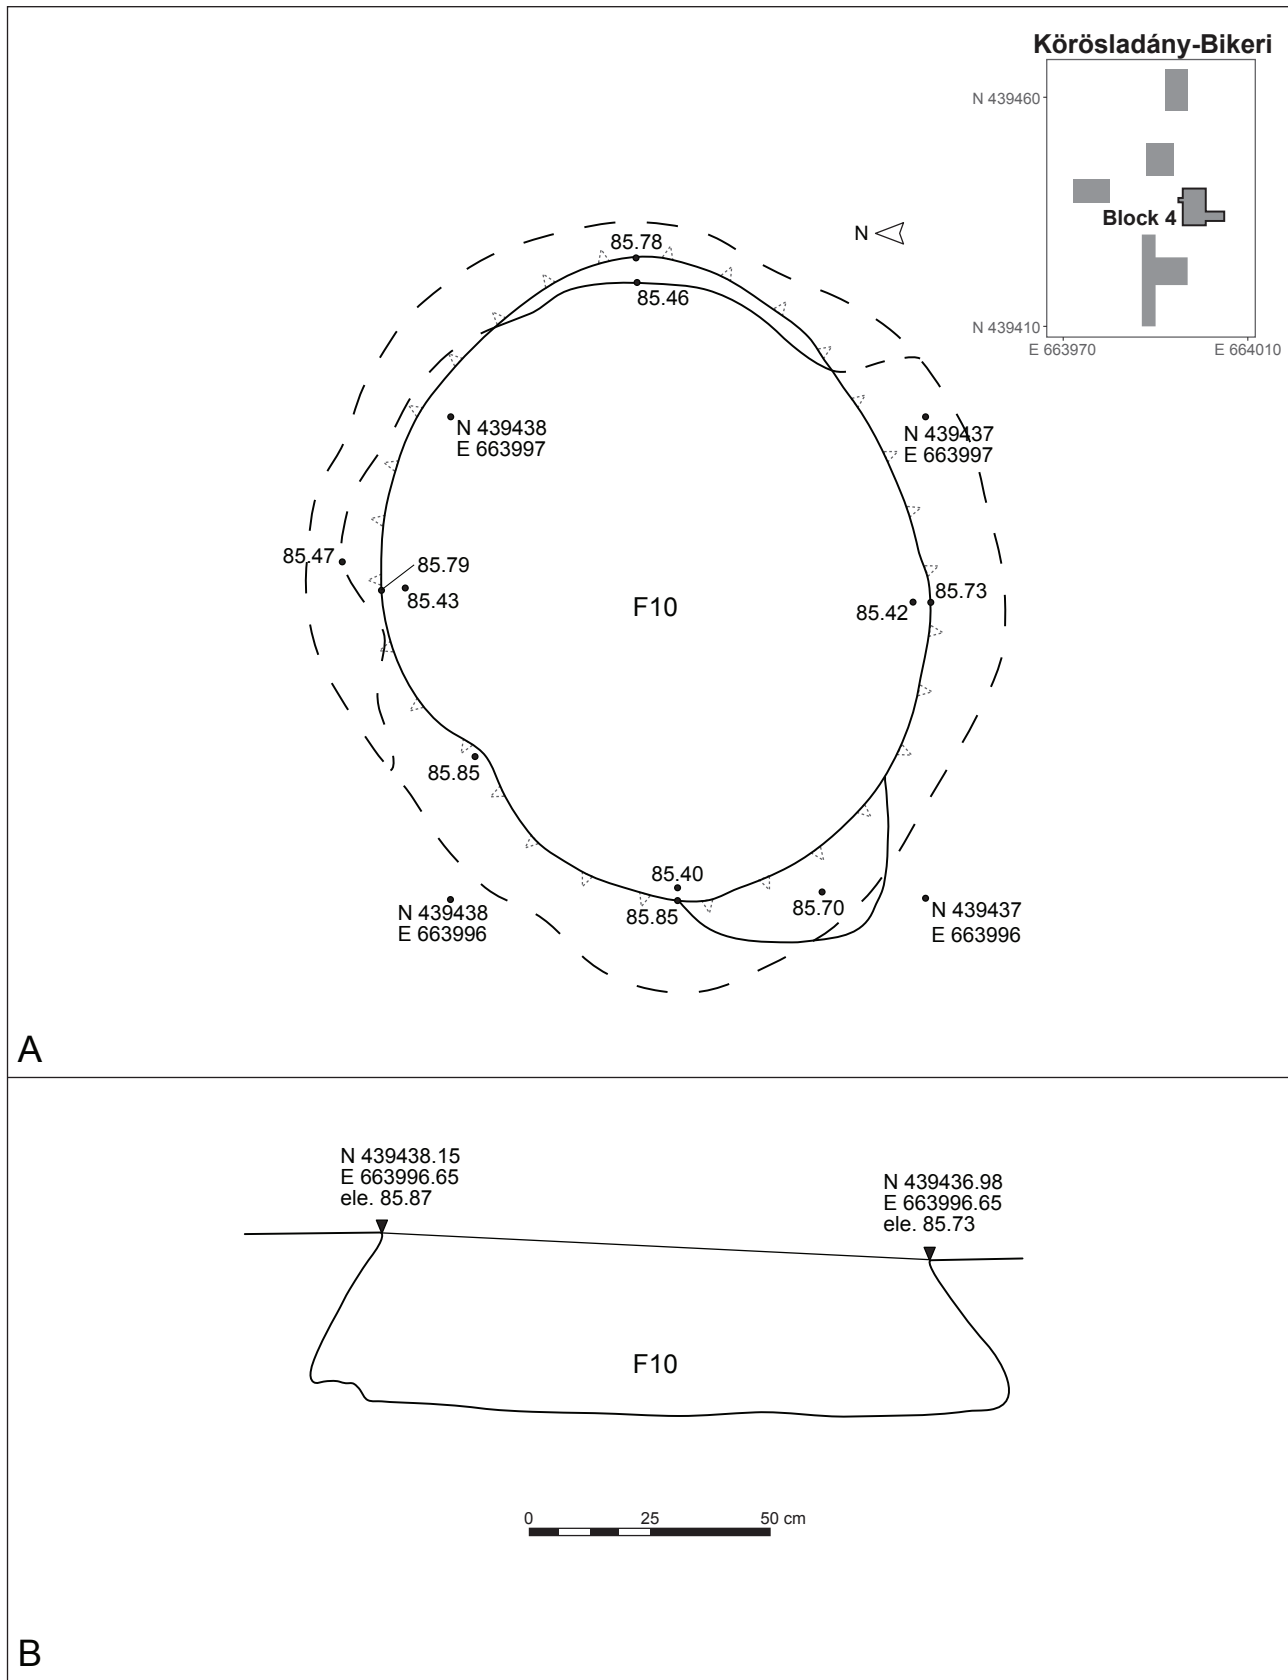 Körösladány-Bikeri
N 439460
Block 4
N 439410
E 663970
E 664010
N
85.78
85.46
N 439438
E 663997
N 439437
E 663997
85.47
85.79
85.43
F10
85.73
85.42
85.85
85.40
85.85
85.70
N 439438
E 663996
N 439437
E 663996
A
N 439438.15
E 663996.65
ele. 85.87
N 439436.98
E 663996.65
ele. 85.73
F10
0
25
50 cm
B